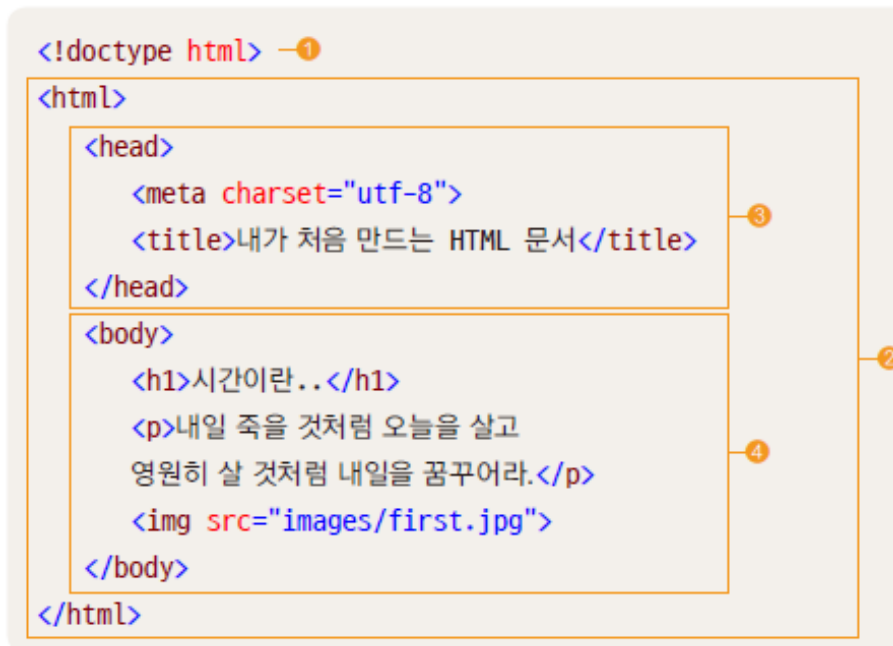 <!doctype html> ①
<html>
<head>
<meta charset="utf-8">
<title>내가 처음 만드는 HTML 문서</title>
③
</head>
<body>
②
<h1>시간이란..</h1>
<p>내일 죽을 것처럼 오늘을 살고
④
영원히 살 것처럼 내일을 꿈꾸어라.</p>
<img src="images/first.jpg">
</body>
</html>